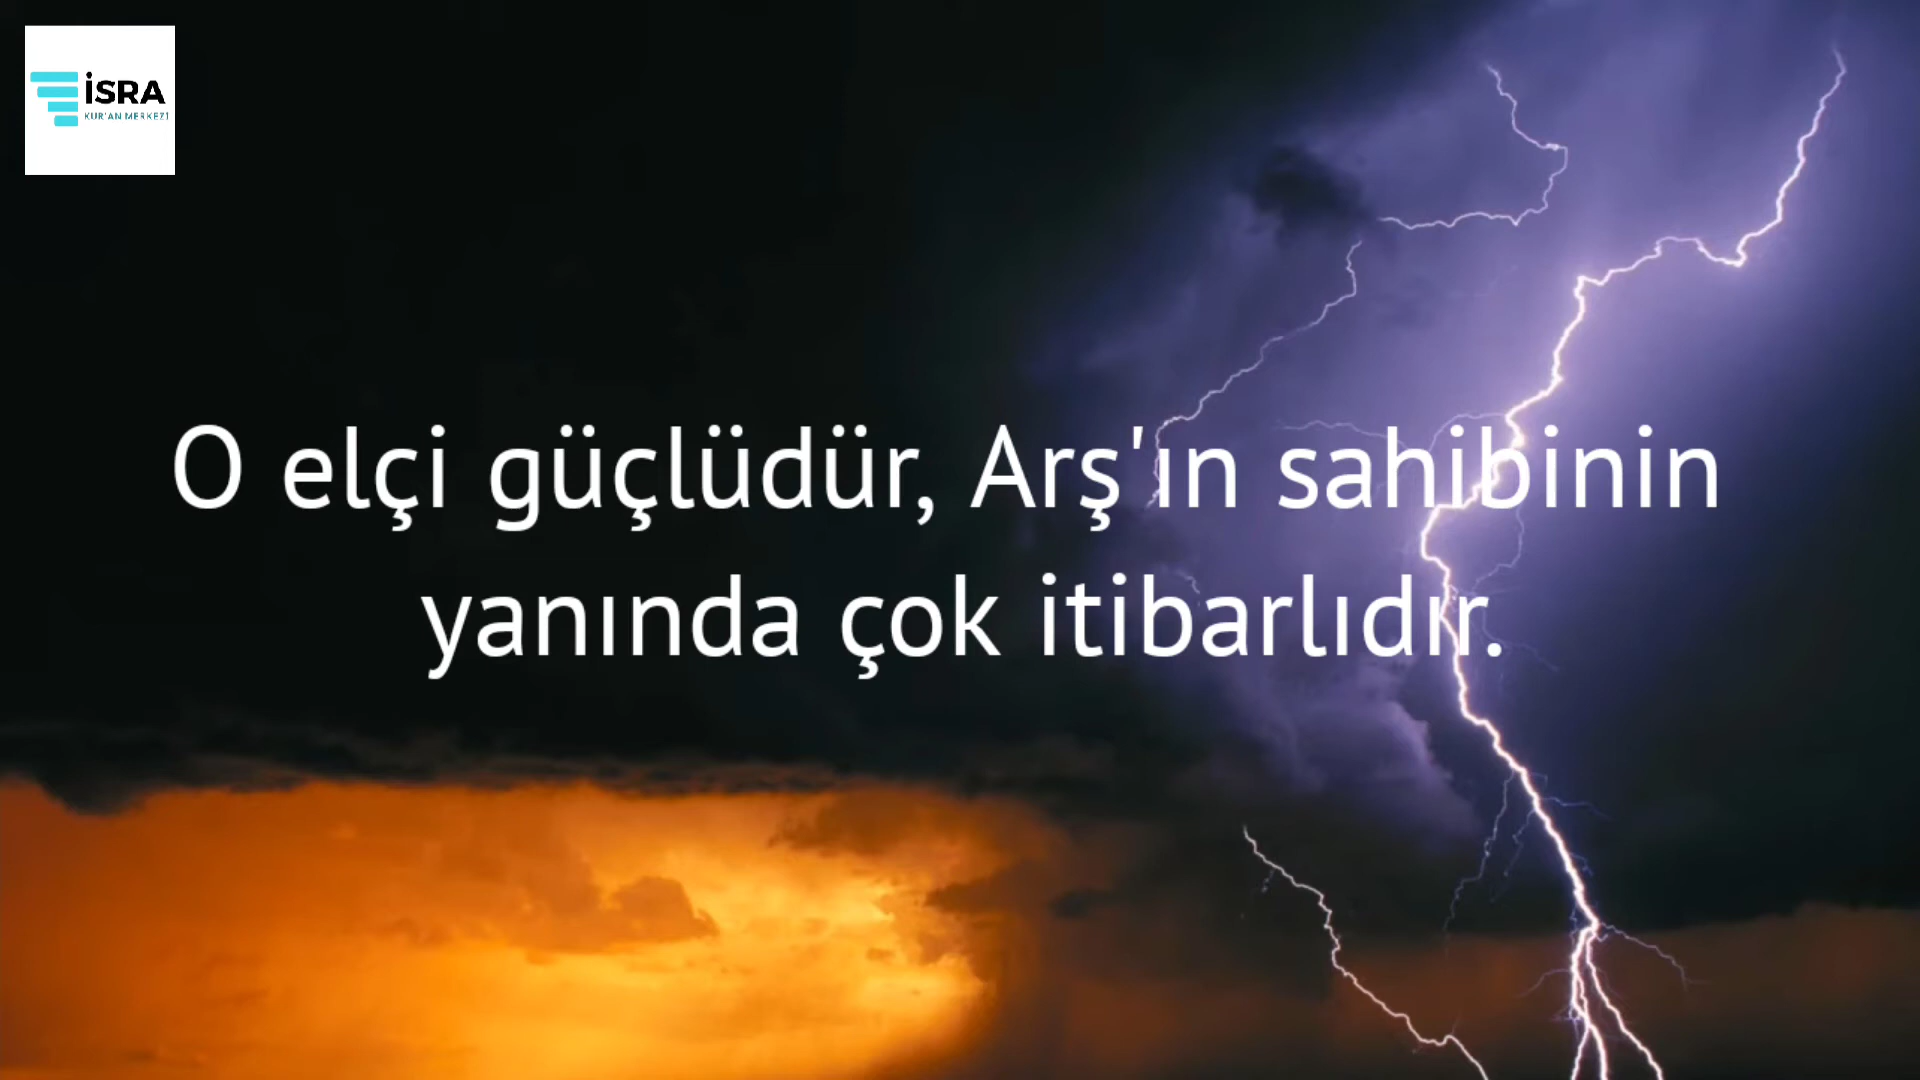 İSRA
KUR'AN MERKEZİ
O elçi güçlüdür, Arş'ın sahibinin
yanında çok itibarlıdır.